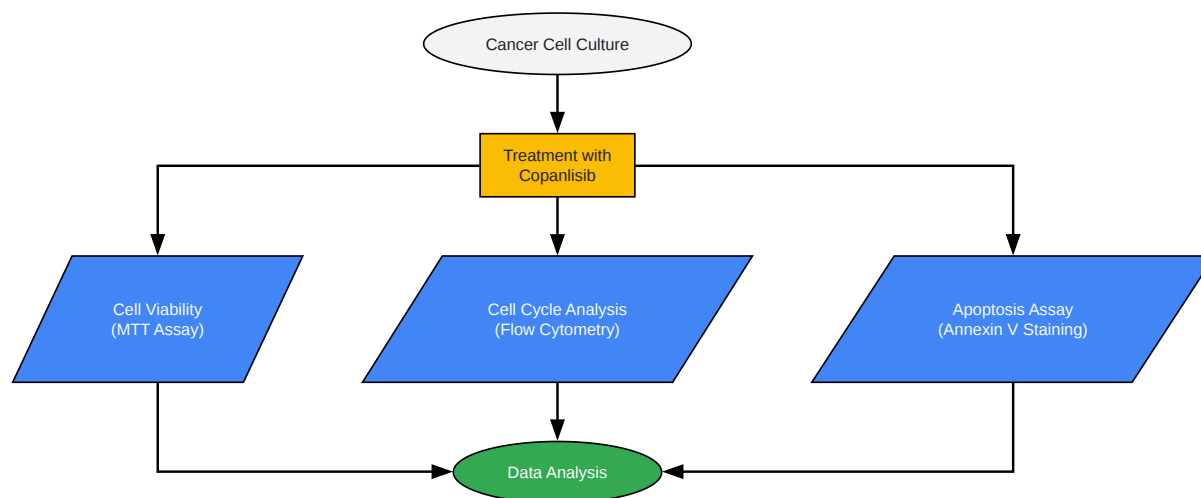 Cancer Cell Culture
Treatment with
Copanlisib
Cell Viability
(MTT Assay)
Cell Cycle Analysis
(Flow Cytometry)
Apoptosis Assay
(Annexin V Staining)
Data Analysis